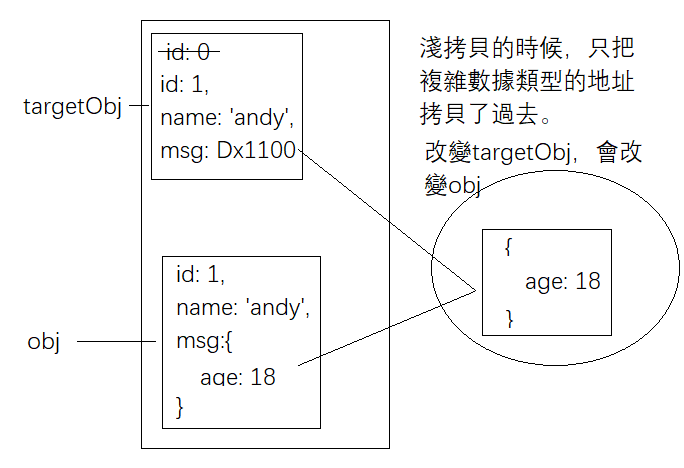 id: 0
id: 1,
name: 'andy',
msg: Dx1100
targetObj
淺拷貝的時候，只把
複雜數據類型的地址
拷貝了過去。
改變targetObj，會改
變obj
{
age: 18
}
id: 1,
name: 'andy',
msg:{
age: 18
}
obj